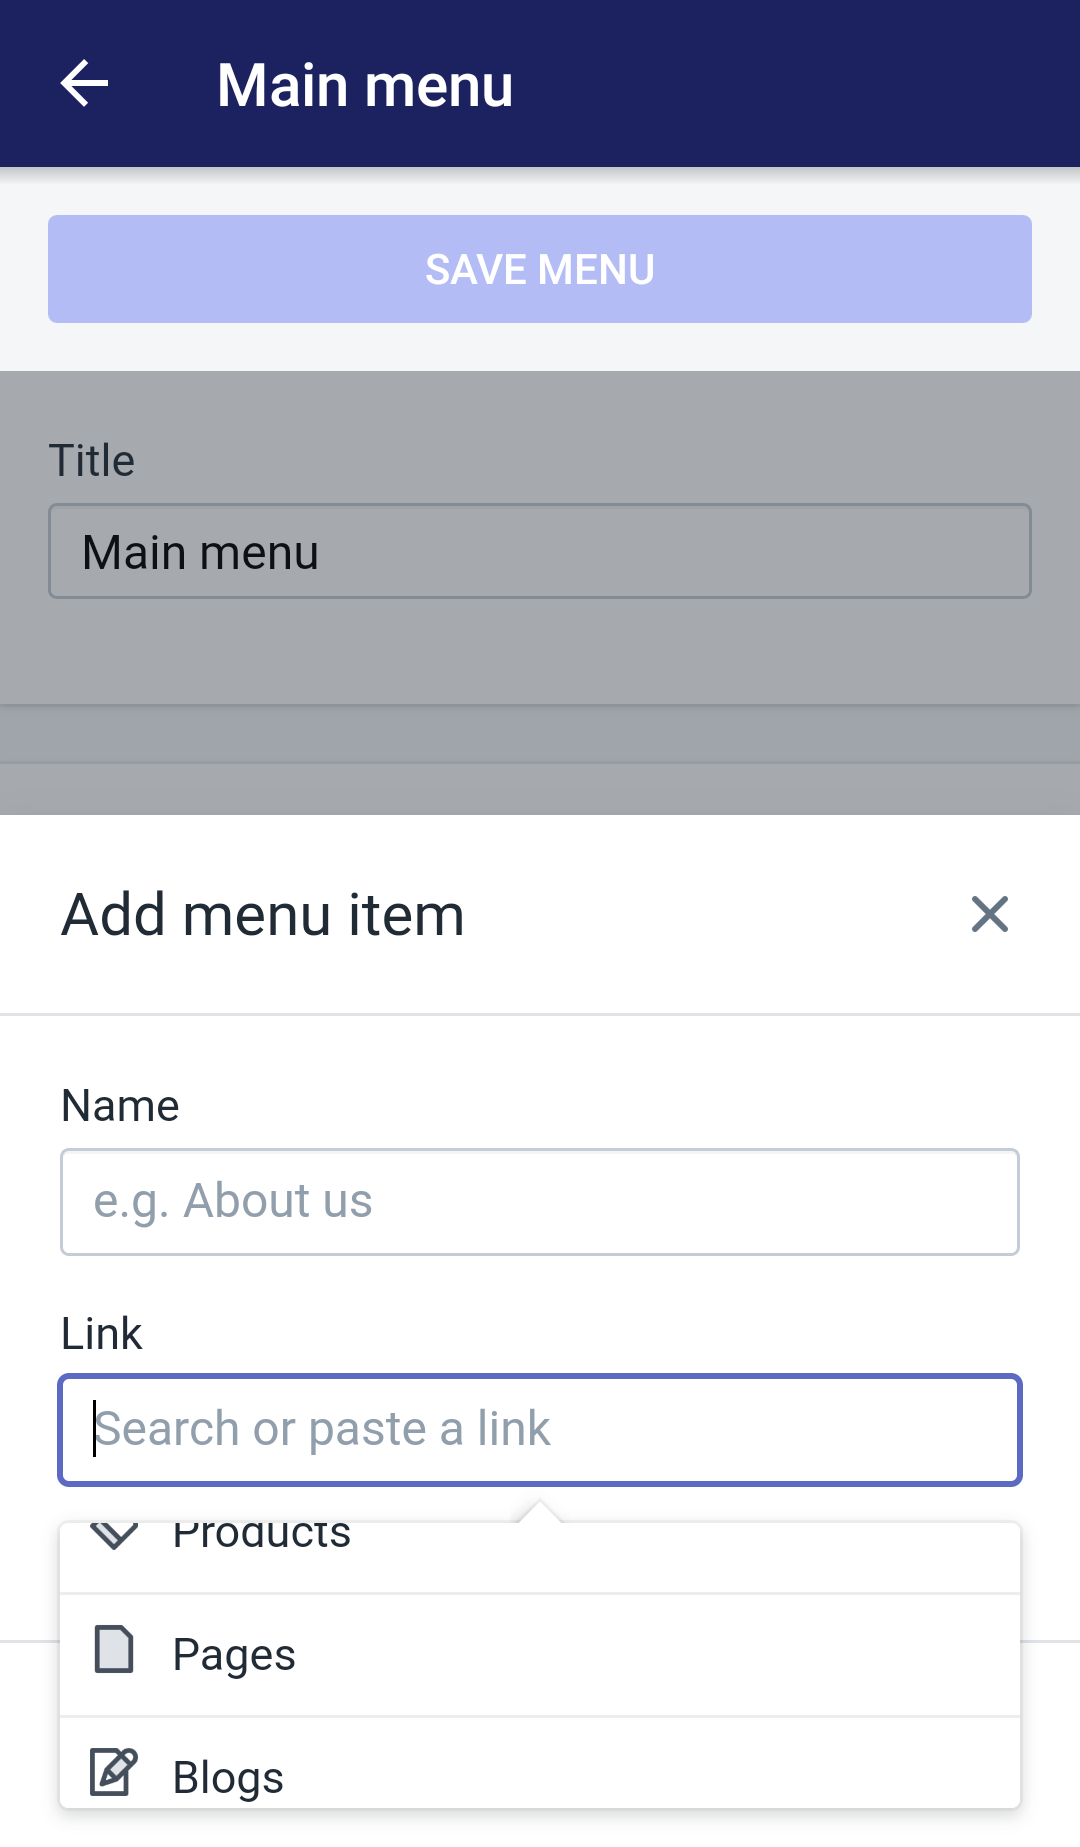 Main menu
SAVE MENU
Title
Main menu
Add menu item
Name
e.g. About us
Link
Search or paste a link
Products
Pages
Blogs